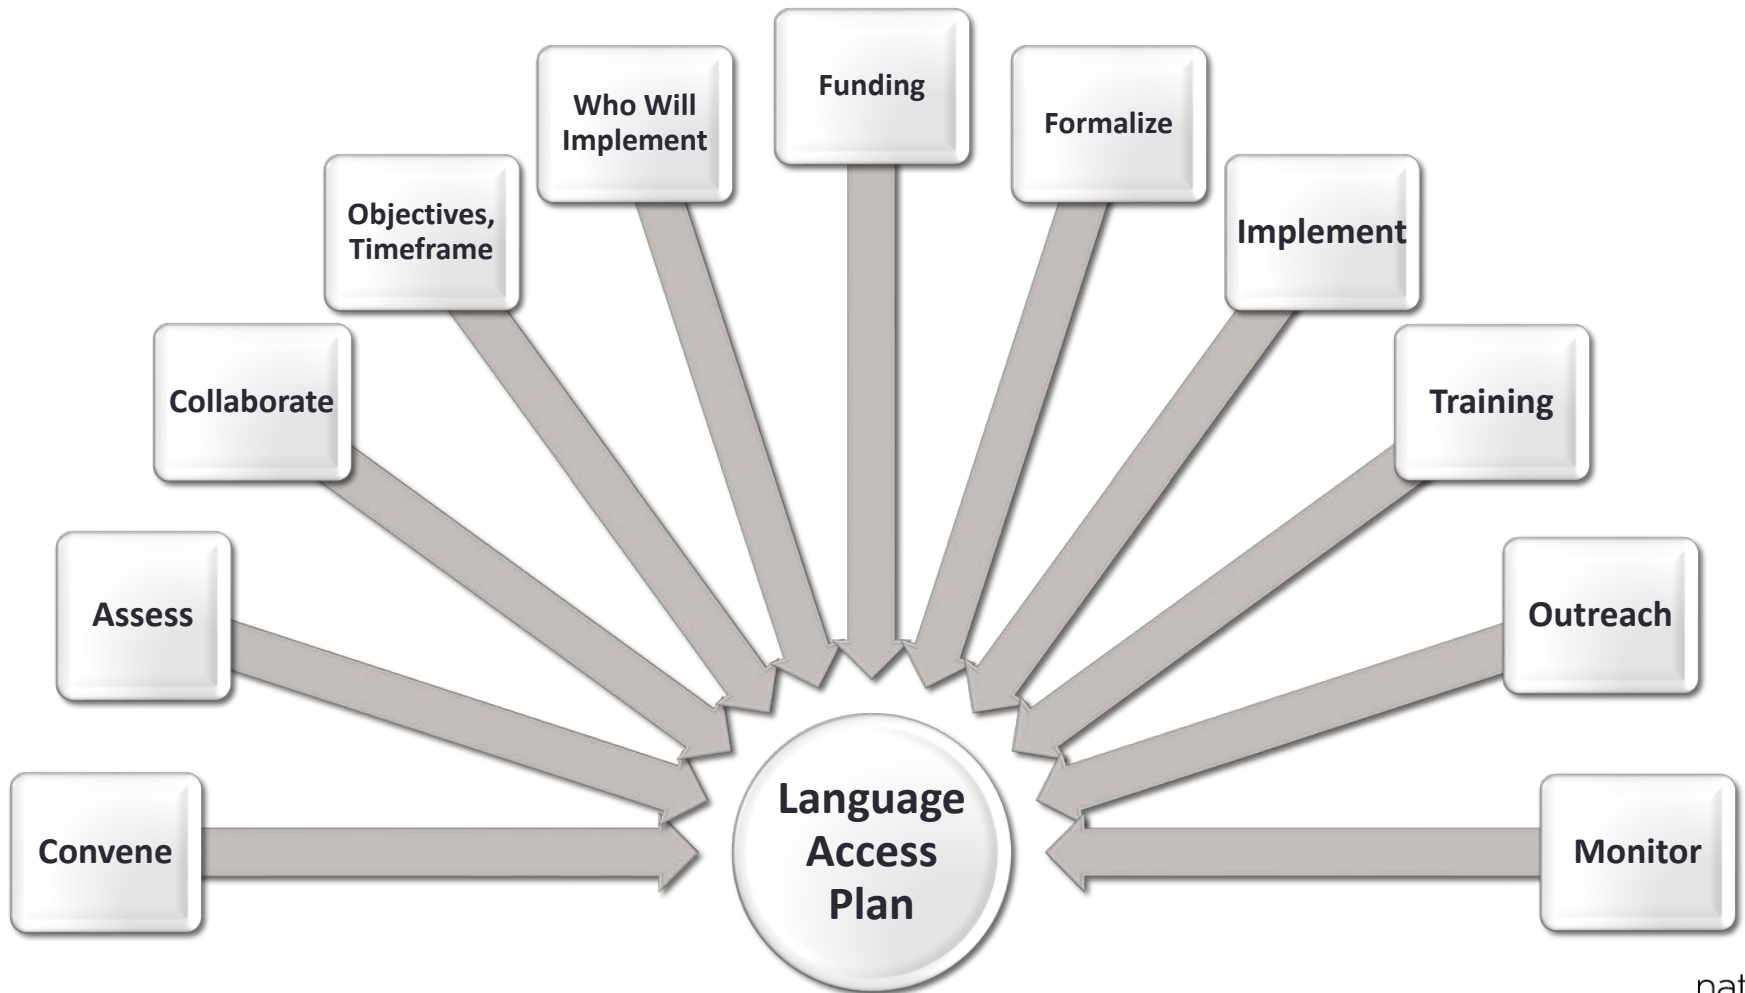 Funding
Who Will
Implement
Formalize
Objectives,
Timeframe
Implement
Collaborate
Training
Assess
Outreach
Convene
Monitor
Language
Access
Plan